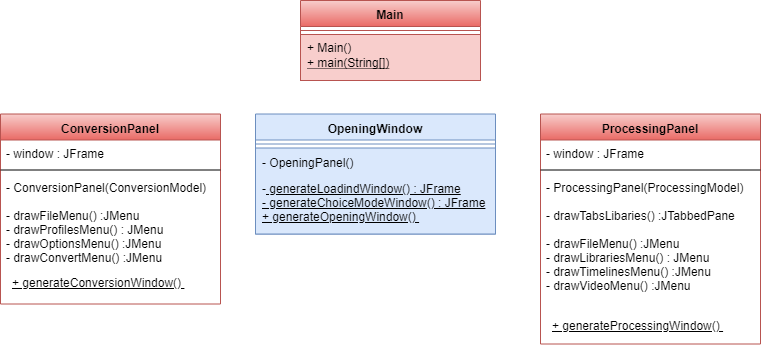 Main
+ Main()
+ main(String[])
ConversionPanel
- window : JFrame
- ConversionPanel(ConversionModel)
- drawFileMenu() :JMenu
- drawProfilesMenu() : JMenu
- drawOptionsMenu() :JMenu
- drawConvertMenu() :JMenu
+ generateConversionWindow()
OpeningWindow
- OpeningPanel()
- generateLoadindWindow() : JFrame
- generateChoiceModeWindow() : JFrame
+ generateOpeningWindow()
ProcessingPanel
- window : JFrame
- ProcessingPanel(ProcessingModel)
- drawTabsLibaries() :JTabbedPane
- drawFileMenu() :JMenu
- drawLibrariesMenu() : JMenu
- drawTimelinesMenu() :JMenu
- drawVideoMenu() :JMenu
+ generateProcessingWindow()